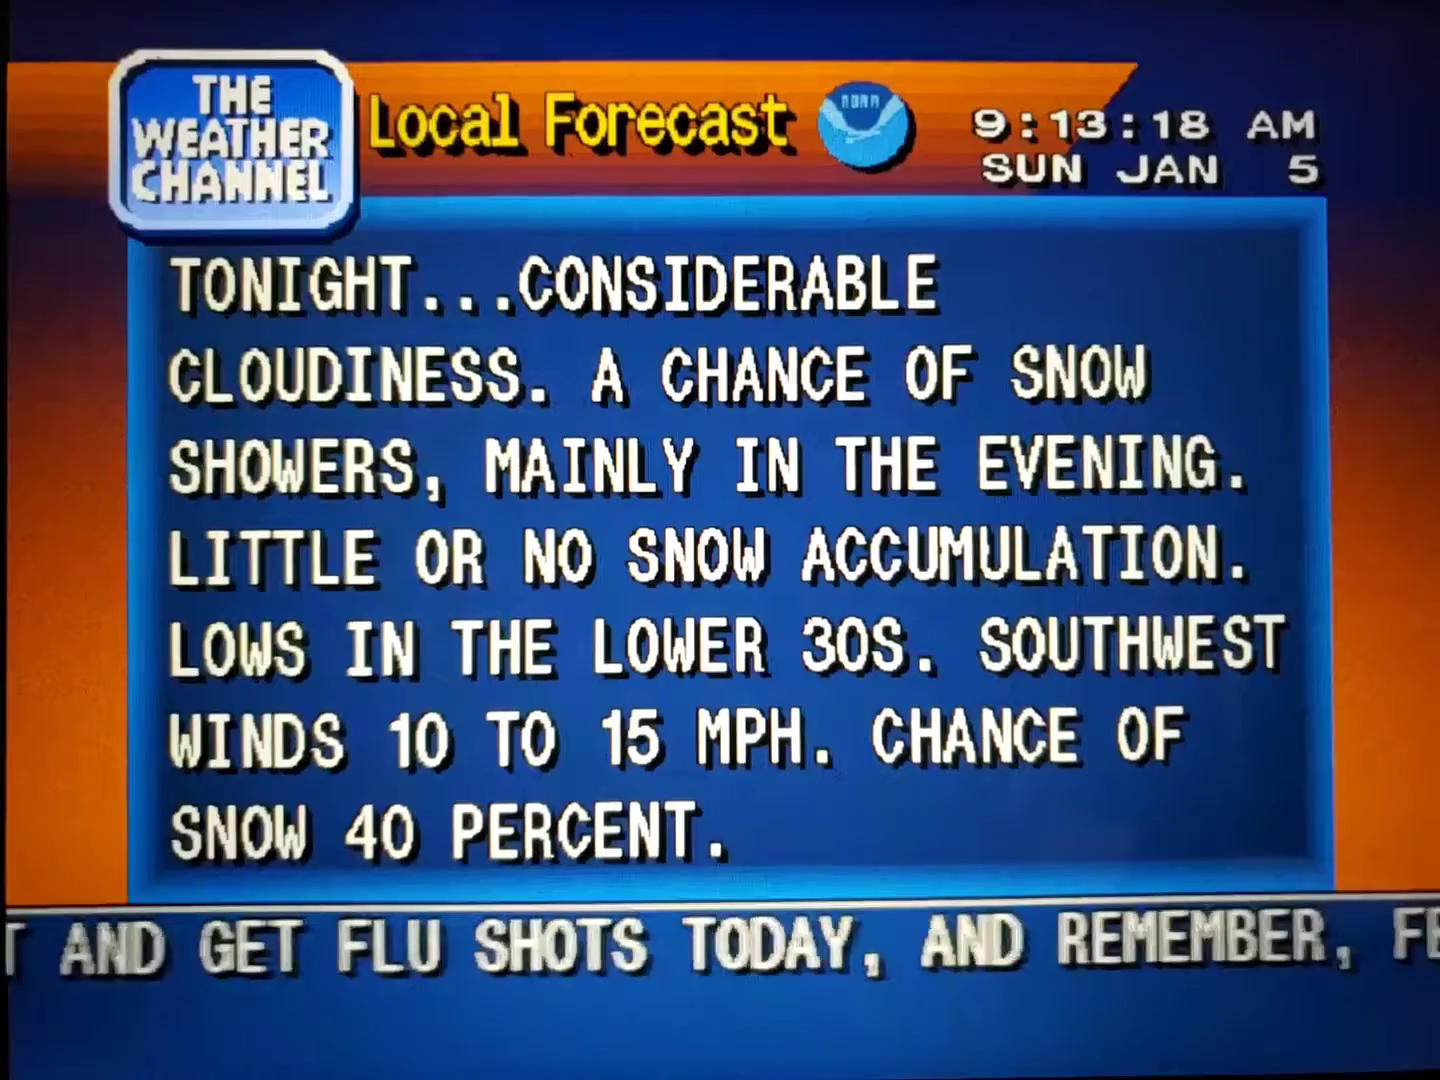 THE
WEATHER
CHANNEL
Local Forecast
NOAA
9:13:18 AM
SUN JAN 5
TONIGHT...CONSIDERABLE
CLOUDINESS. A CHANCE OF SNOW
SHOWERS, MAINLY IN THE EVENING.
LITTLE OR NO SNOW ACCUMULATION.
LOWS IN THE LOWER 30S. SOUTHWEST
WINDS 10 TO 15 MPH. CHANCE OF
SNOW 40 PERCENT.
AND GET FLU SHOTS TODAY, AND REMEMBER,